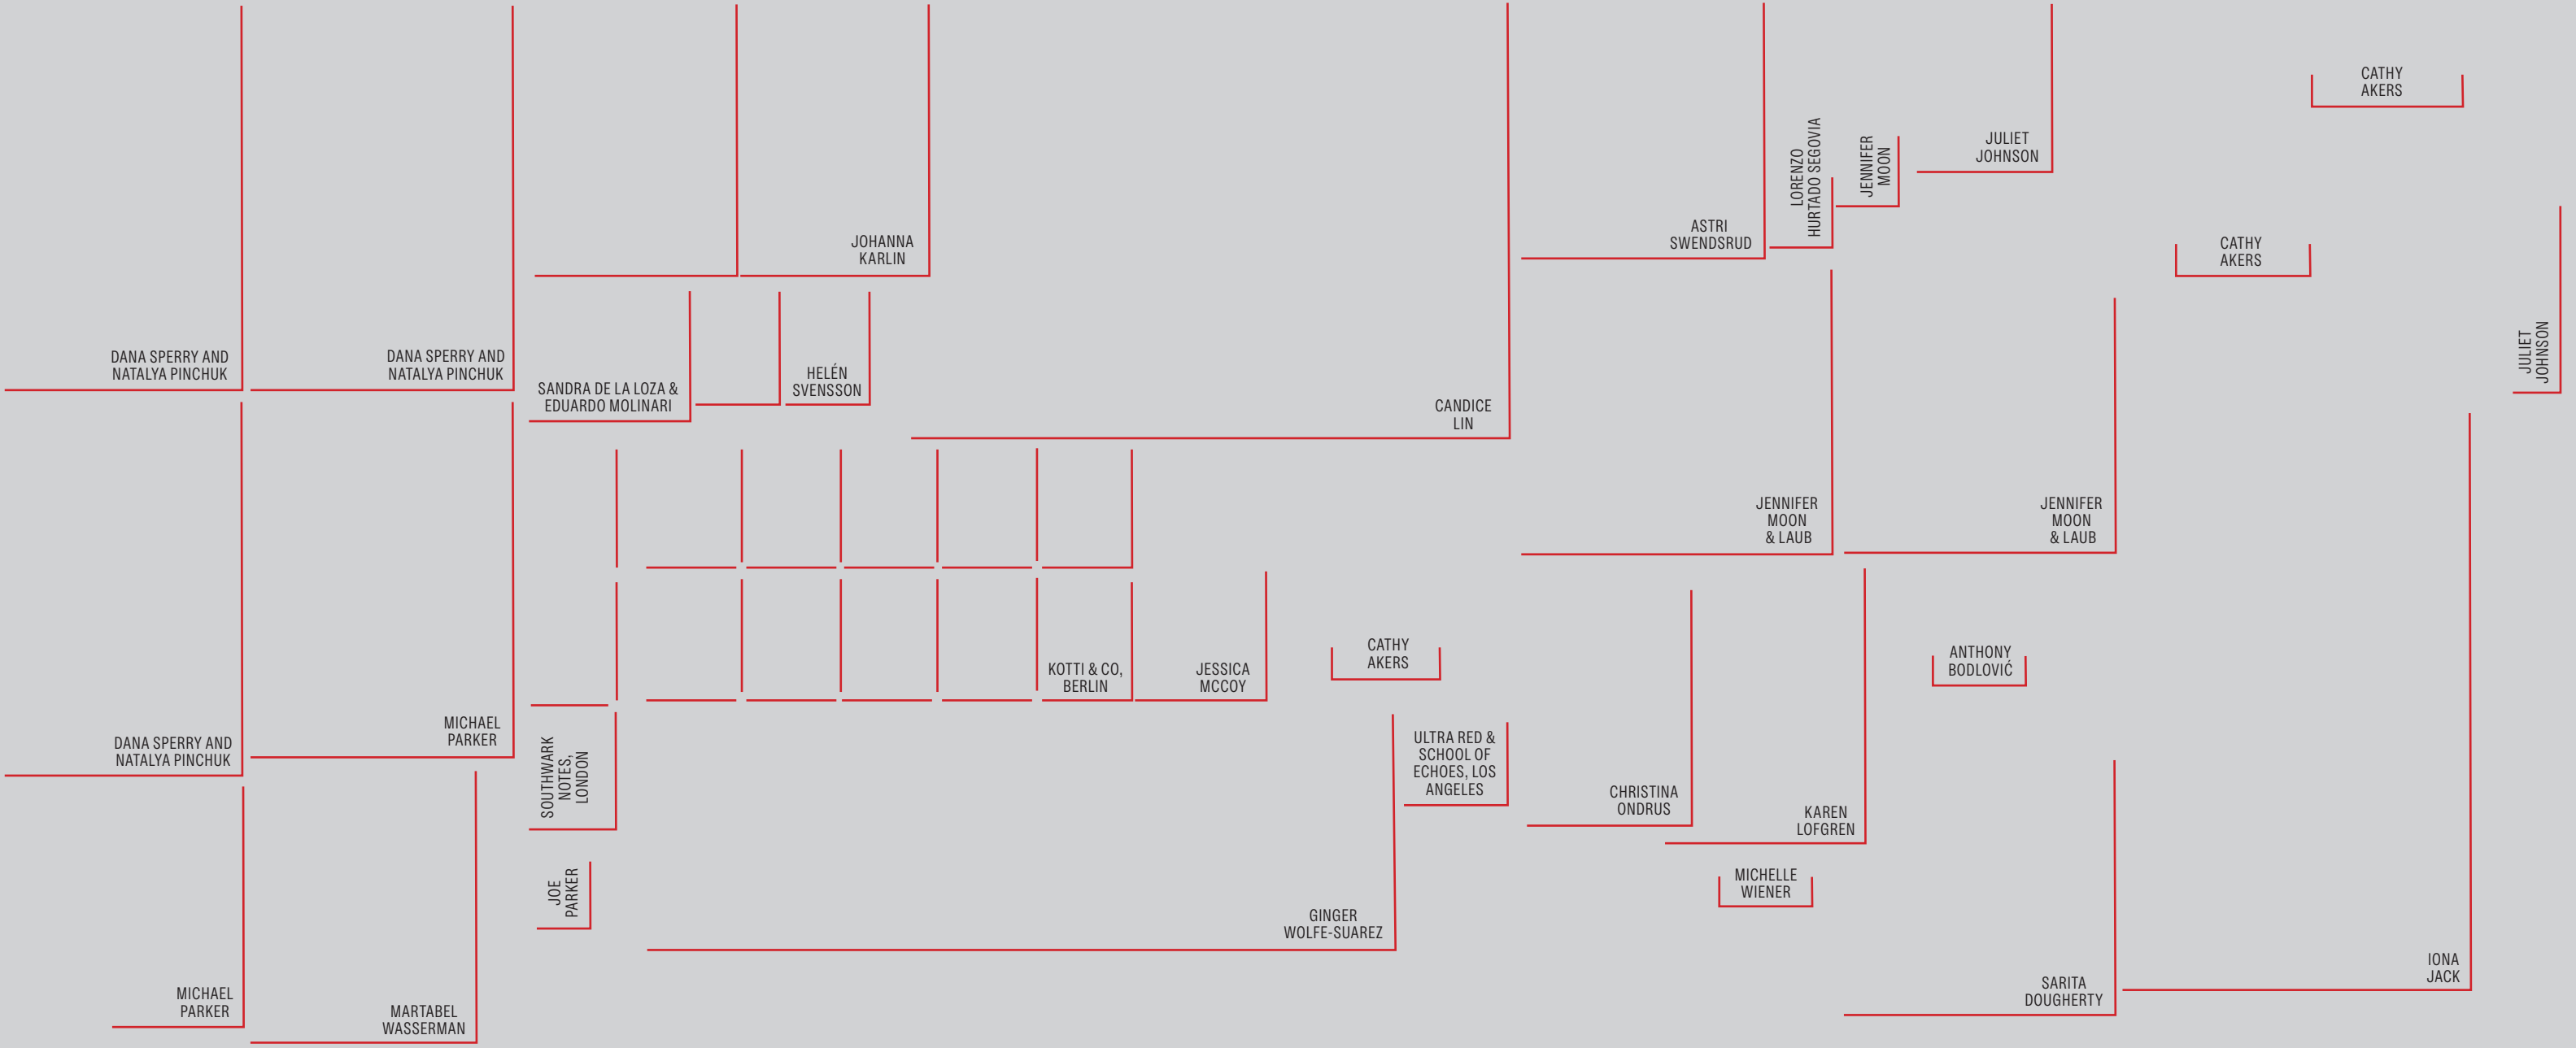 CATHY
AKERS
LORENZO
HURTADO SEGOVIA
JENNIFER
MOON
JULIET
JOHNSON
ASTRI
SWENDSRUD
JOHANNA
KARLIN
CATHY
AKERS
DANA SPERRY AND
NATALYA PINCHUK
DANA SPERRY AND
NATALYA PINCHUK
SANDRA DE LA LOZA &
EDUARDO MOLINARI
HELÉN
SVENSSON
CANDICE
LIN
JULIET
JOHNSON
JENNIFER
MOON
& LAUB
JENNIFER
MOON
& LAUB
KOTTI & CO,
BERLIN
JESSICA
MCCOY
CATHY
AKERS
ANTHONY
BODLOVIĆ
DANA SPERRY AND
NATALYA PINCHUK
MICHAEL
PARKER
SOUTHWARK
NOTES,
LONDON
ULTRA RED &
SCHOOL OF
ECHOES, LOS
ANGELES
CHRISTINA
ONDRUS
KAREN
LOFGREN
JOE
PARKER
MICHELLE
WIENER
GINGER
WOLFE-SUAREZ
MICHAEL
PARKER
MARTABEL
WASSERMAN
SARITA
DOUGHERTY
IONA
JACK